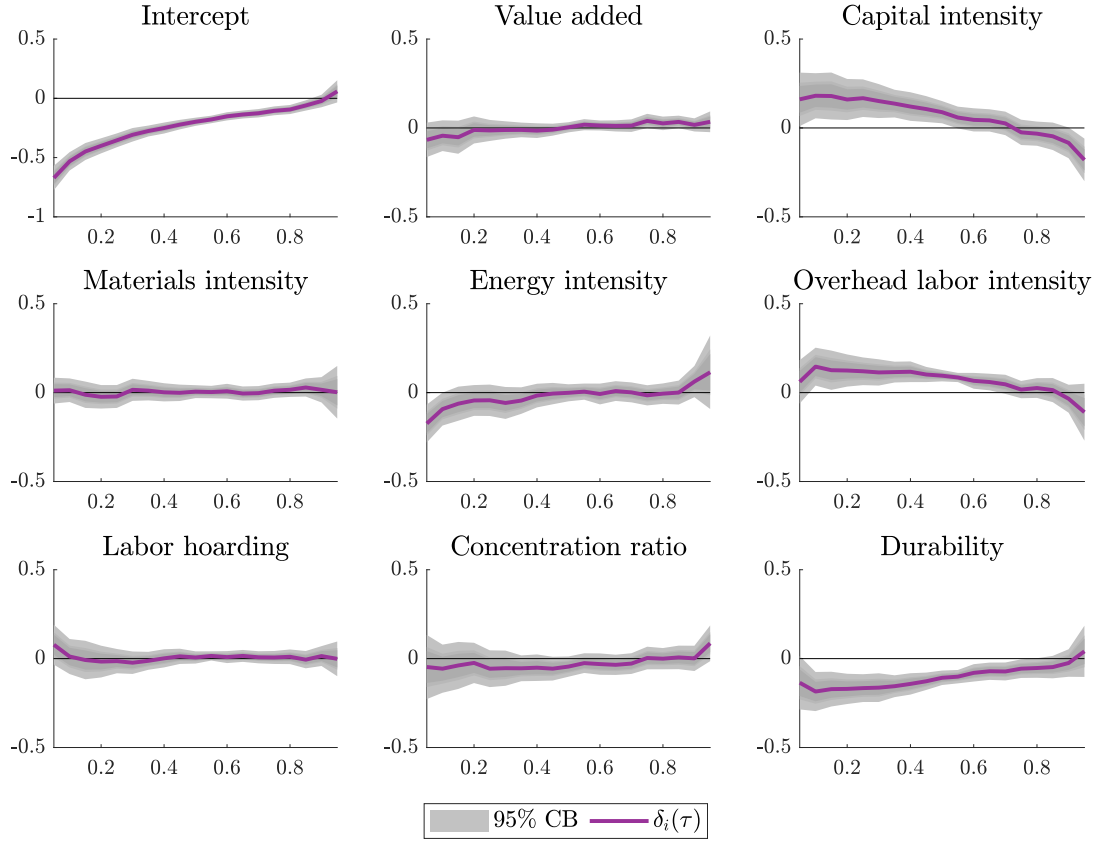 Intercept
Value added
Capital intensity
0.5
0
-0.5
-1
0.2 0.4 0.6 0.8
0.5
0
-0.5
0.2 0.4 0.6 0.8
0.5
0
-0.5
0.2 0.4 0.6 0.8
Materials intensity
Energy intensity
Overhead labor intensity
0.5
0
-0.5
0.2 0.4 0.6 0.8
0.5
0
-0.5
0.2 0.4 0.6 0.8
0.5
0
-0.5
0.2 0.4 0.6 0.8
Labor hoarding
Concentration ratio
Durability
0.5
0
-0.5
0.2 0.4 0.6 0.8
0.5
0
-0.5
0.2 0.4 0.6 0.8
0.5
0
-0.5
0.2 0.4 0.6 0.8
95% CB δᵢ(τ)